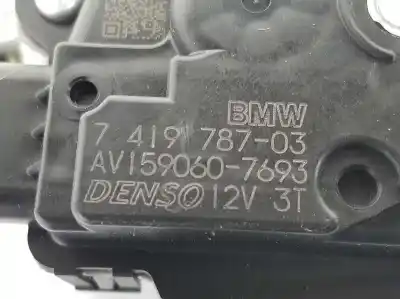 BMW
7 419 787-03
AV159060-7693
DENSO 12V 3T